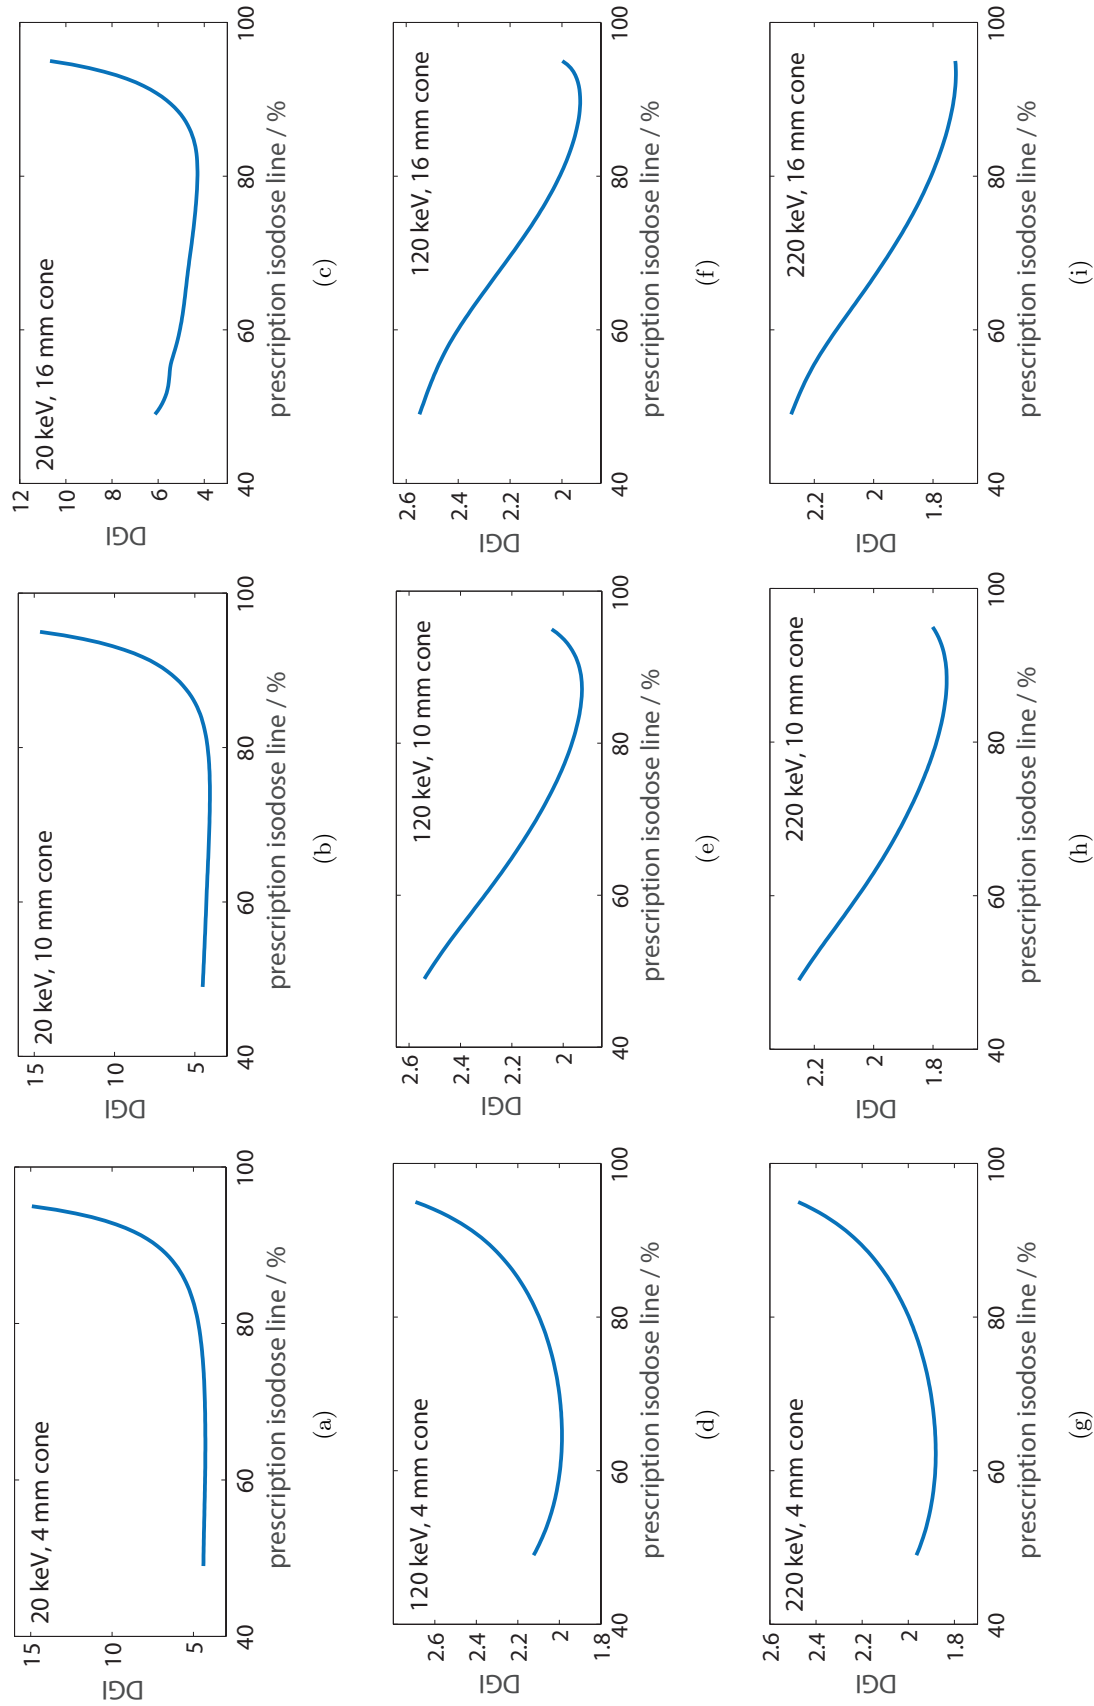 20 keV, 4 mm cone
DGI
15
10
5
40
60
80
100
prescription isodose line / %
(a)
20 keV, 10 mm cone
DGI
15
10
5
40
60
80
100
prescription isodose line / %
(b)
20 keV, 16 mm cone
DGI
12
10
8
6
4
40
60
80
100
prescription isodose line / %
(c)
120 keV, 4 mm cone
DGI
2.6
2.4
2.2
2
1.8
40
60
80
100
prescription isodose line / %
(d)
120 keV, 10 mm cone
DGI
2.6
2.4
2.2
2
40
60
80
100
prescription isodose line / %
(e)
120 keV, 16 mm cone
DGI
2.6
2.4
2.2
2
40
60
80
100
prescription isodose line / %
(f)
220 keV, 4 mm cone
DGI
2.6
2.4
2.2
2
1.8
40
60
80
100
prescription isodose line / %
(g)
220 keV, 10 mm cone
DGI
2.2
2
1.8
40
60
80
100
prescription isodose line / %
(h)
220 keV, 16 mm cone
DGI
2.2
2
1.8
40
60
80
100
prescription isodose line / %
(i)